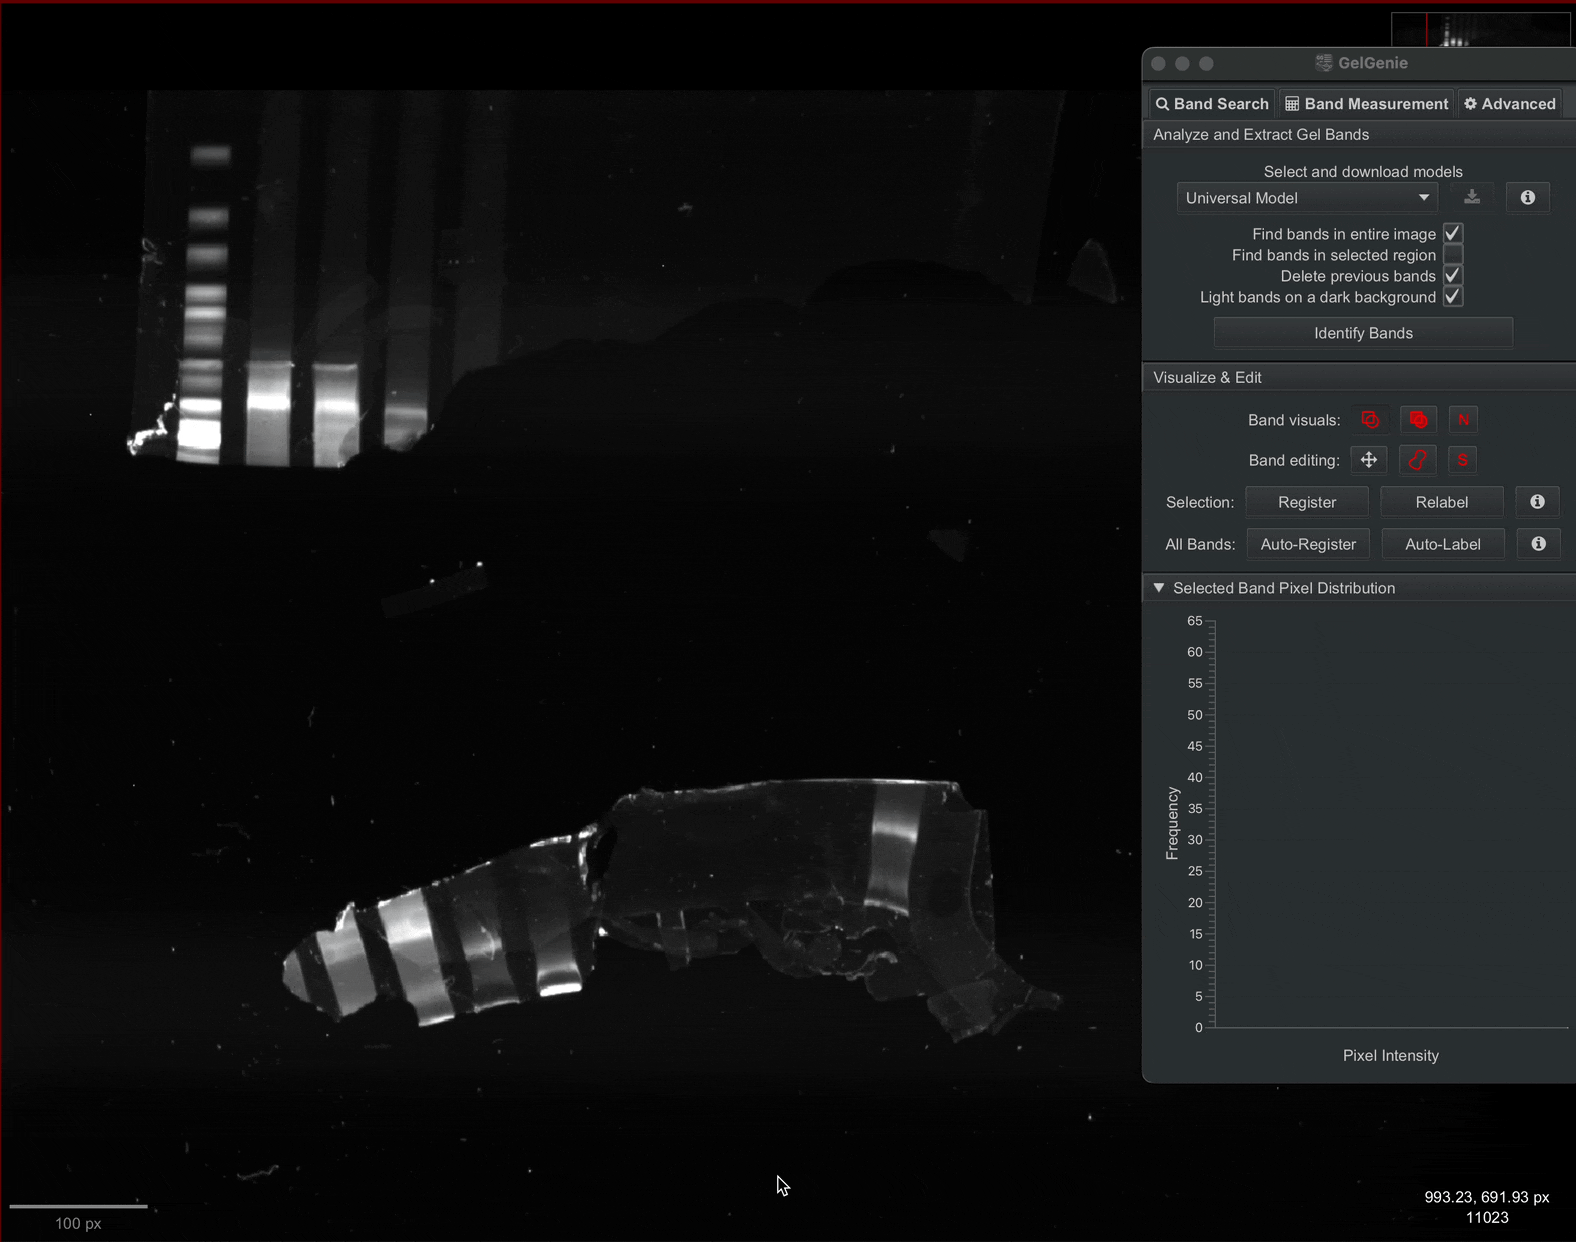 GelGenie
Band Search Band Measurement Advanced
Analyze and Extract Gel Bands
Select and download models
Universal Model
Find bands in entire image
Find bands in selected region
Delete previous bands
Light bands on a dark background
Identify Bands
Visualize & Edit
Band visuals: N
Band editing: S
Selection: Register Relabel
All Bands: Auto-Register Auto-Label
Selected Band Pixel Distribution
65
60
55
50
45
40
35
30
25
20
15
10
5
0
Frequency
Pixel Intensity
993.23, 691.93 px
11023
100 px